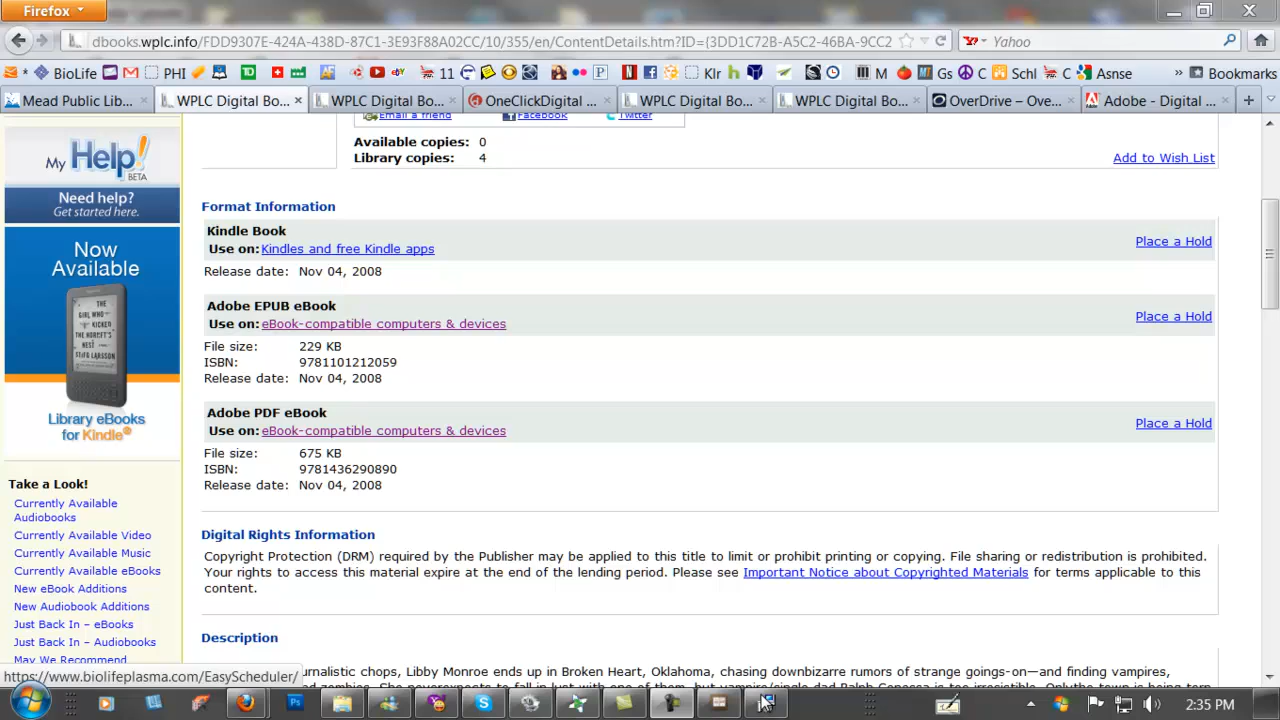 Firefox
dbooks.wplc.info/FDD9307E-424A-438D-87C1-3E93F88A02CC/10/355/en/ContentDetails.htm?ID={3DD1C72B-A5C2-46BA-9CC2
Yahoo
BioLife PHI 11 KIr M Gs C Schl C Asnse » Bookmarks
Mead Public Lib... WPLC Digital Bo... WPLC Digital Bo... OneClickDigital ... WPLC Digital Bo... WPLC Digital Bo... OverDrive – Ove... Adobe - Digital ...
Email a friend Facebook Twitter
Available copies: 0
Library copies: 4
Add to Wish List
My Help! BETA
Need help?
Get started here.
Now
Available
THE
GIRL WHO
KICKED
THE HORNET'S
NEST
STIEG LARSSON
Library eBooks
for Kindle®
Take a Look!
Currently Available
Audiobooks
Currently Available Video
Currently Available Music
Currently Available eBooks
New eBook Additions
New Audiobook Additions
Just Back In – eBooks
Just Back In – Audiobooks
May We Recommend
Format Information
Kindle Book
Use on: Kindles and free Kindle apps
Place a Hold
Release date: Nov 04, 2008
Adobe EPUB eBook
Use on: eBook-compatible computers & devices
Place a Hold
File size: 229 KB
ISBN: 9781101212059
Release date: Nov 04, 2008
Adobe PDF eBook
Use on: eBook-compatible computers & devices
Place a Hold
File size: 675 KB
ISBN: 9781436290890
Release date: Nov 04, 2008
Digital Rights Information
Copyright Protection (DRM) required by the Publisher may be applied to this title to limit or prohibit printing or copying. File sharing or redistribution is prohibited.
Your rights to access this material expire at the end of the lending period. Please see Important Notice about Copyrighted Materials for terms applicable to this
content.
Description
urnalistic chops, Libby Monroe ends up in Broken Heart, Oklahoma, chasing downbizarre rumors of strange goings-on—and finding vampires,
https://www.biolifeplasma.com/EasyScheduler/
2:35 PM